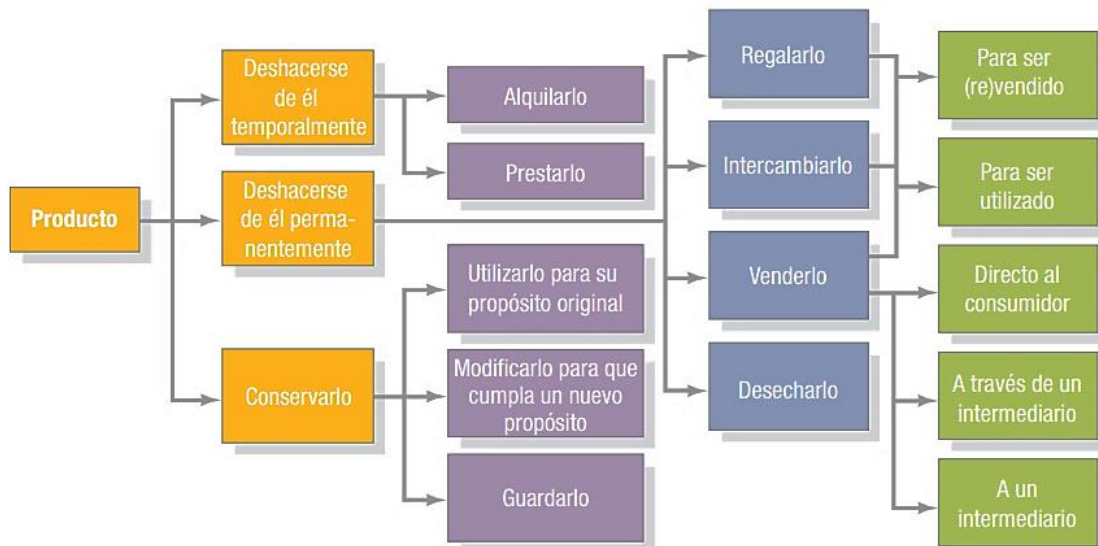 Producto
Deshacerse
de él
temporalmente
Deshacerse
de él perma-
nentemente
Conservarlo
Alquilarlo
Prestarlo
Utilizarlo para su
propósito original
Modificarlo para que
cumpla un nuevo
propósito
Guardarlo
Regalarlo
Intercambiarlo
Venderlo
Desecharlo
Para ser
(re)vendido
Para ser
utilizado
Directo al
consumidor
A través de un
intermediario
A un
intermediario